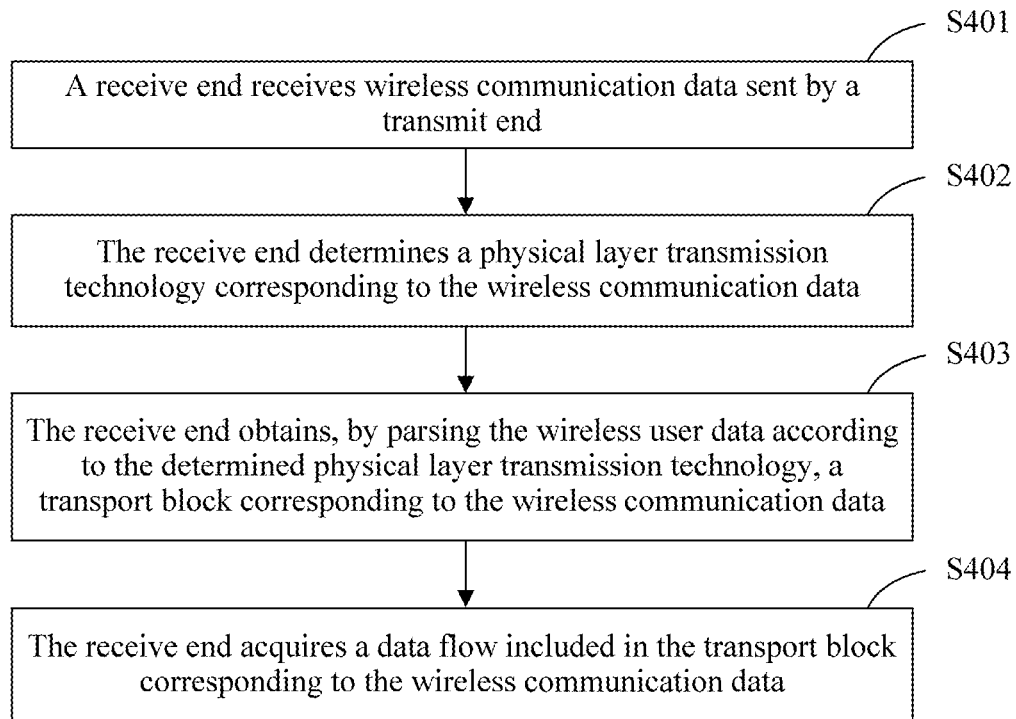 S401
A receive end receives wireless communication data sent by a
transmit end
S402
The receive end determines a physical layer transmission
technology corresponding to the wireless communication data
S403
The receive end obtains, by parsing the wireless user data according
to the determined physical layer transmission technology, a
transport block corresponding to the wireless communication data
S404
The receive end acquires a data flow included in the transport block
corresponding to the wireless communication data